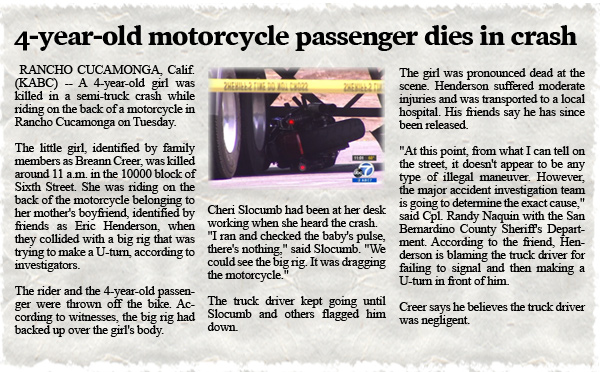 4-year-old motorcycle passenger dies in crash
RANCHO CUCAMONGA, Calif.
(KABC) -- A 4-year-old girl was
killed in a semi-truck crash while
riding on the back of a motorcycle in
Rancho Cucamonga on Tuesday.
The little girl, identified by family
members as Breann Creer, was killed
around 11 a.m. in the 10000 block of
Sixth Street. She was riding on the
back of the motorcycle belonging to
her mother's boyfriend, identified by
friends as Eric Henderson, when
they collided with a big rig that was
trying to make a U-turn, according to
investigators.
The rider and the 4-year-old passen-
ger were thrown off the bike. Ac-
cording to witnesses, the big rig had
backed up over the girl's body.
7
Cheri Slocumb had been at her desk
working when she heard the crash.
"I ran and checked the baby's pulse,
there's nothing," said Slocumb. "We
could see the big rig. It was dragging
the motorcycle."
The truck driver kept going until
Slocumb and others flagged him
down.
The girl was pronounced dead at the
scene. Henderson suffered moderate
injuries and was transported to a local
hospital. His friends say he has since
been released.
"At this point, from what I can tell on
the street, it doesn't appear to be any
type of illegal maneuver. However,
the major accident investigation team
is going to determine the exact cause,"
said Cpl. Randy Naquin with the San
Bernardino County Sheriff's Depart-
ment. According to the friend, Hen-
derson is blaming the truck driver for
failing to signal and then making a
U-turn in front of him.
Creer says he believes the truck driver
was negligent.